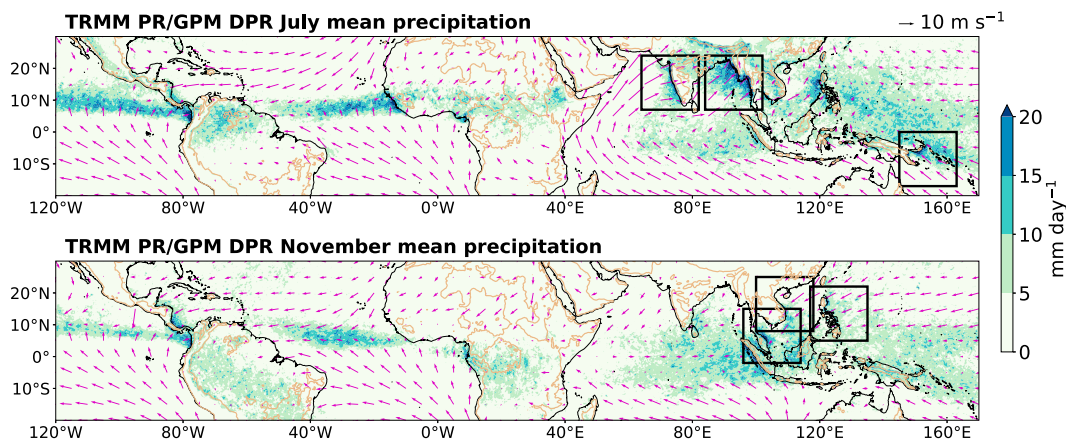 TRMM PR/GPM DPR July mean precipitation → 10 m s⁻¹
20°N
10°N
0°
10°S
120°W 80°W 40°W 0°W 40°E 80°E 120°E 160°E
TRMM PR/GPM DPR November mean precipitation
20°N
10°N
0°
10°S
120°W 80°W 40°W 0°W 40°E 80°E 120°E 160°E
20
15
10
5
0
mm day⁻¹